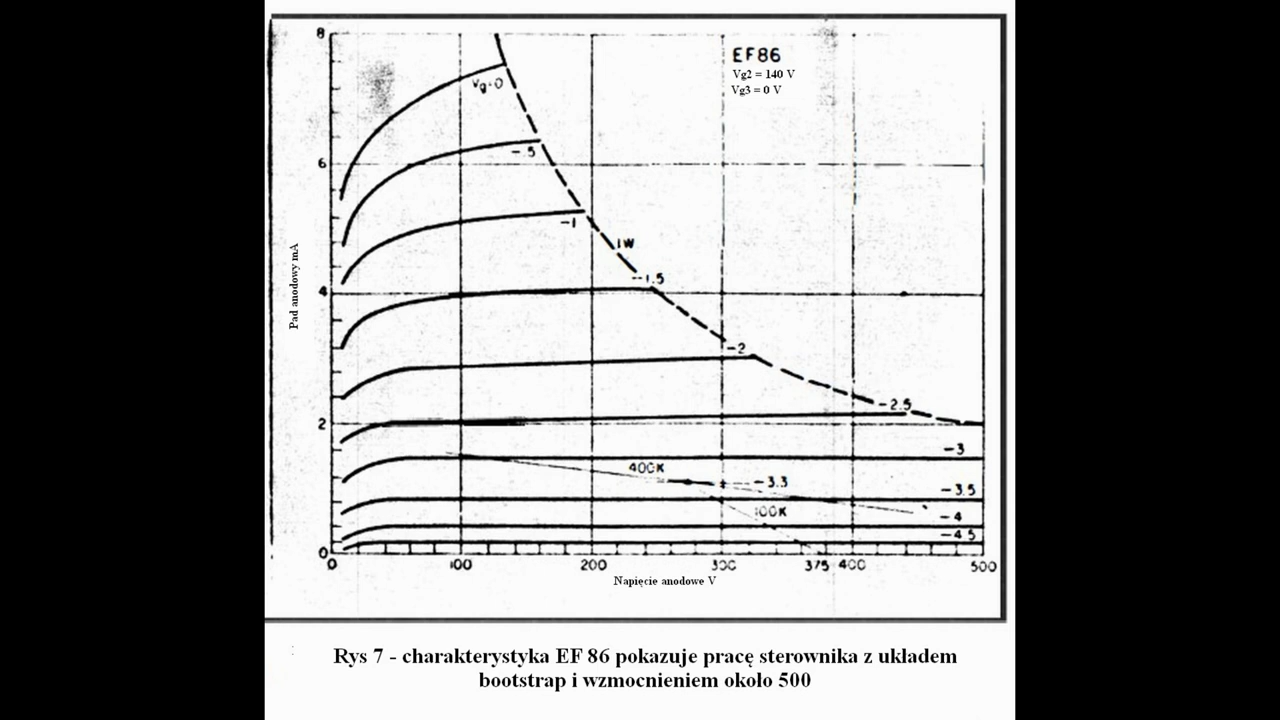 8
EF86
Vg2 = 140 V
Vg3 = 0 V
Vg=0
-.5
6
-1
1W
-1.5
Pad anodowy mA
4
-2
-2.5
2
-3
400K
-3.3
-3.5
100K
-4
-4.5
0
0 100 200 300 375 400 500
Napięcie anodowe V
Rys 7 - charakterystyka EF 86 pokazuje pracę sterownika z układem
bootstrap i wzmocnieniem około 500